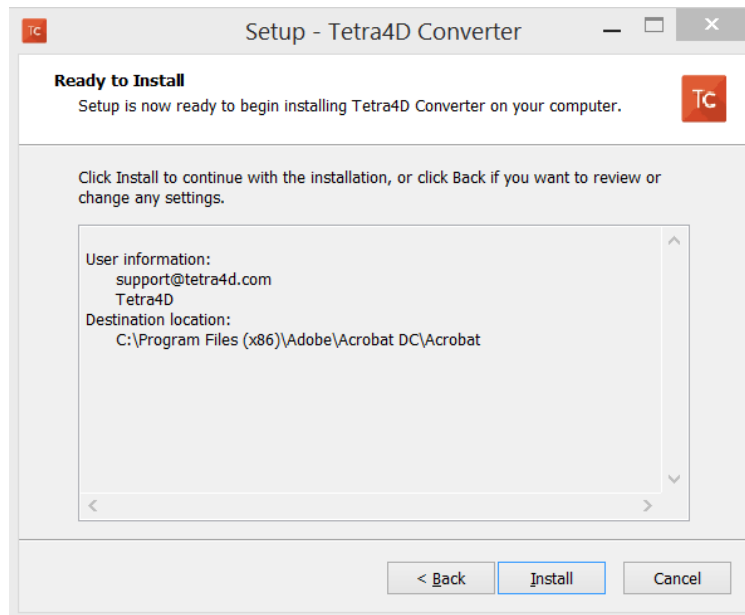 TC
Setup - Tetra4D Converter
Ready to Install
Setup is now ready to begin installing Tetra4D Converter on your computer.
TC
Click Install to continue with the installation, or click Back if you want to review or
change any settings.
User information:
support@tetra4d.com
Tetra4D
Destination location:
C:\Program Files (x86)\Adobe\Acrobat DC\Acrobat
< Back
Install
Cancel